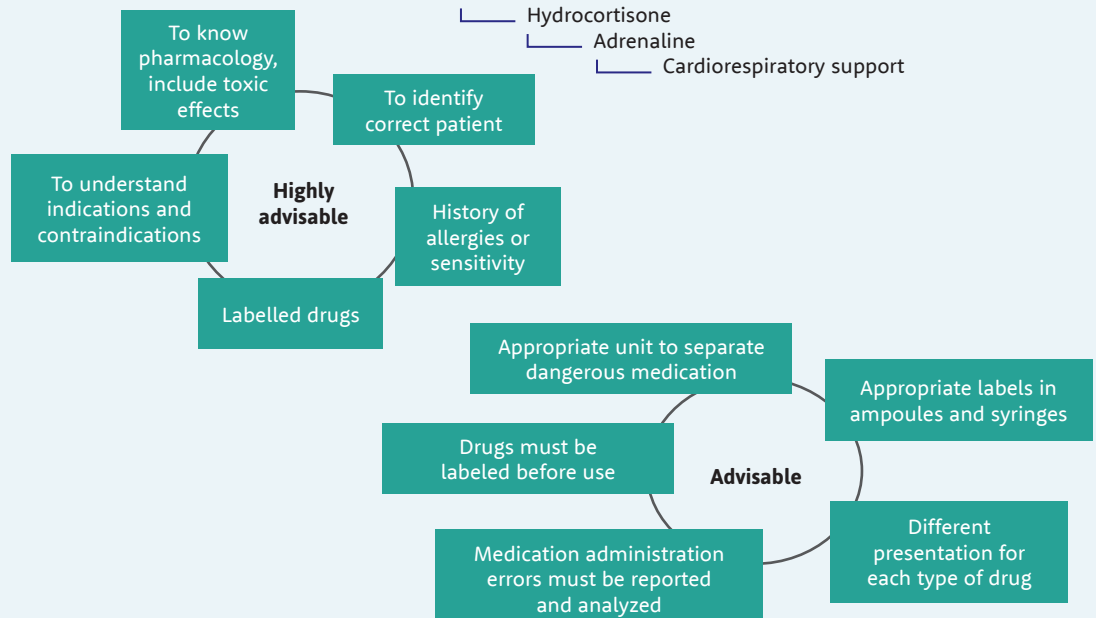 Hydrocortisone
Adrenaline
Cardiorespiratory support
To know
pharmacology,
include toxic
effects
To identify
correct patient
To understand
indications and
contraindications
Highly
advisable
History of
allergies or
sensitivity
Labelled drugs
Appropriate unit to separate
dangerous medication
Appropriate labels in
ampoules and syringes
Drugs must be
labeled before use
Advisable
Different
presentation for
each type of drug
Medication administration
errors must be reported
and analyzed